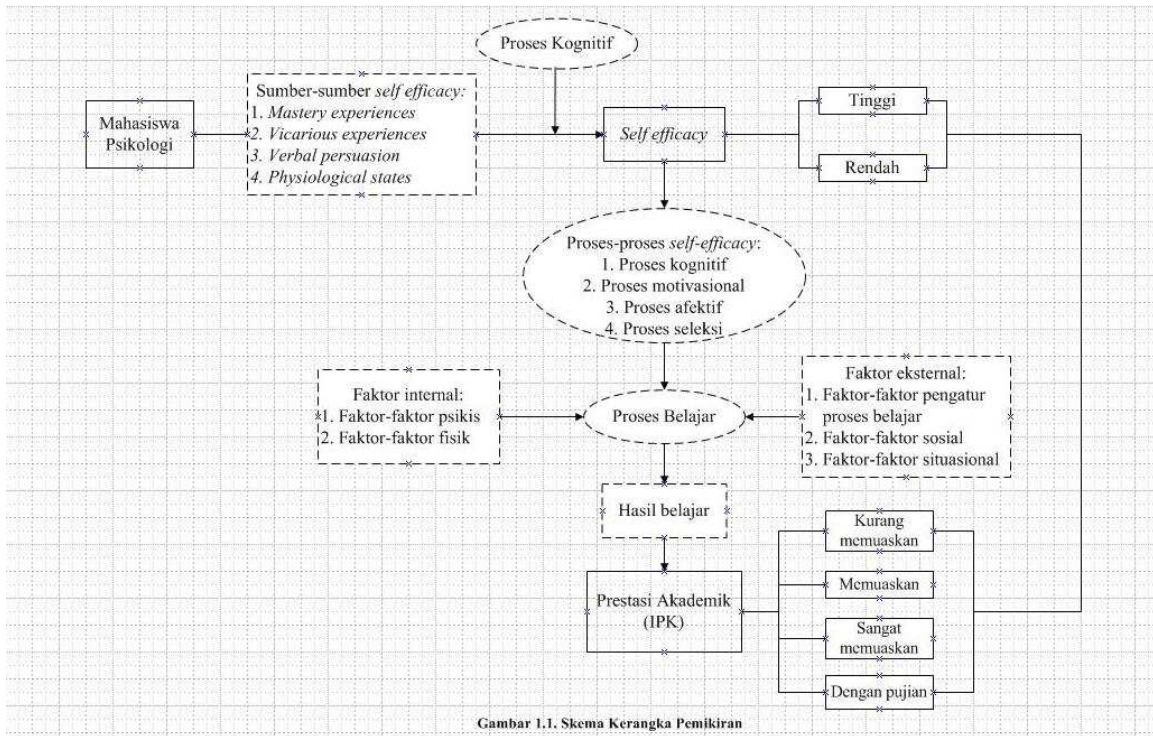 Proses Kognitif
Mahasiswa
Psikologi
Sumber-sumber self efficacy:
1. Mastery experiences
2. Vicarious experiences
3. Verbal persuasion
4. Physiological states
Self efficacy
Tinggi
Rendah
Proses-proses self-efficacy:
1. Proses kognitif
2. Proses motivasional
3. Proses afektif
4. Proses seleksi
Faktor internal:
1. Faktor-faktor psikis
2. Faktor-faktor fisik
Proses Belajar
Faktor eksternal:
1. Faktor-faktor pengatur
proses belajar
2. Faktor-faktor sosial
3. Faktor-faktor situasional
Hasil belajar
Prestasi Akademik
(IPK)
Kurang
memuaskan
Memuaskan
Sangat
memuaskan
Dengan pujian
Gambar 1.1. Skema Kerangka Pemikiran